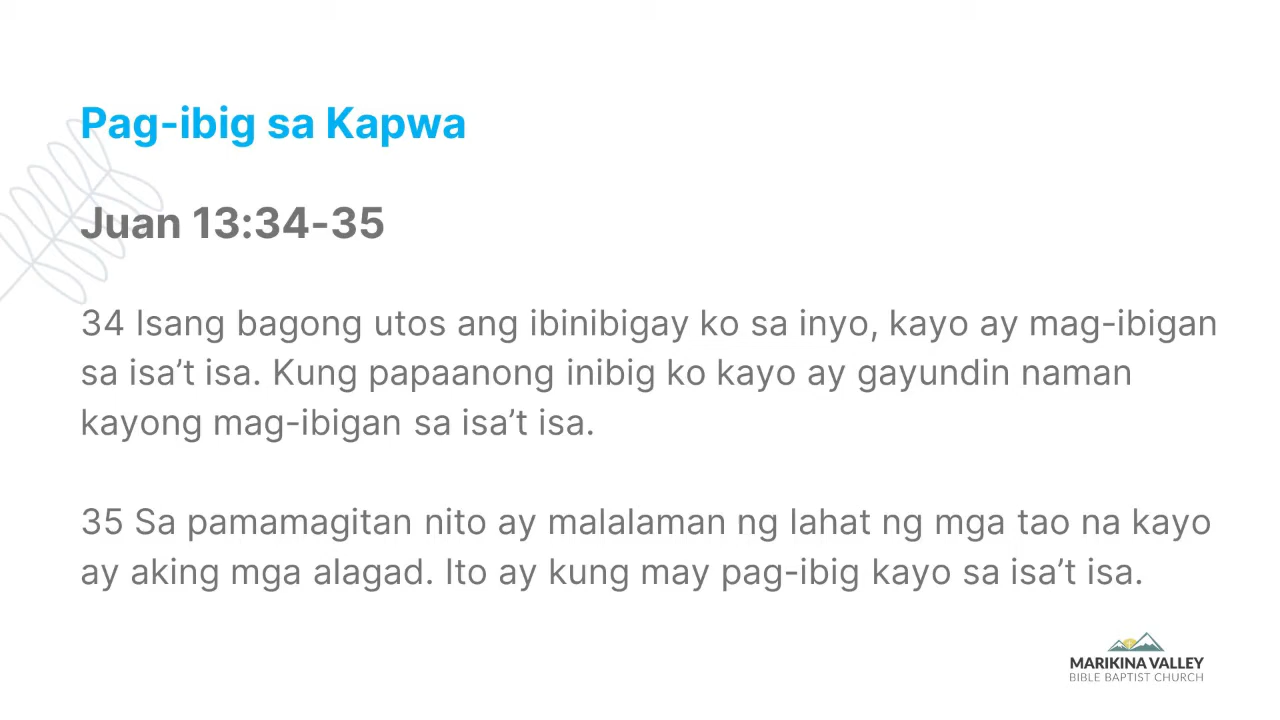 Pag-ibig sa Kapwa
Juan 13:34-35
34 Isang bagong utos ang ibinibigay ko sa inyo, kayo ay mag-ibigan
sa isa’t isa. Kung papaanong inibig ko kayo ay gayundin naman
kayong mag-ibigan sa isa’t isa.
35 Sa pamamagitan nito ay malalaman ng lahat ng mga tao na kayo
ay aking mga alagad. Ito ay kung may pag-ibig kayo sa isa’t isa.
MARIKINA VALLEY
BIBLE BAPTIST CHURCH